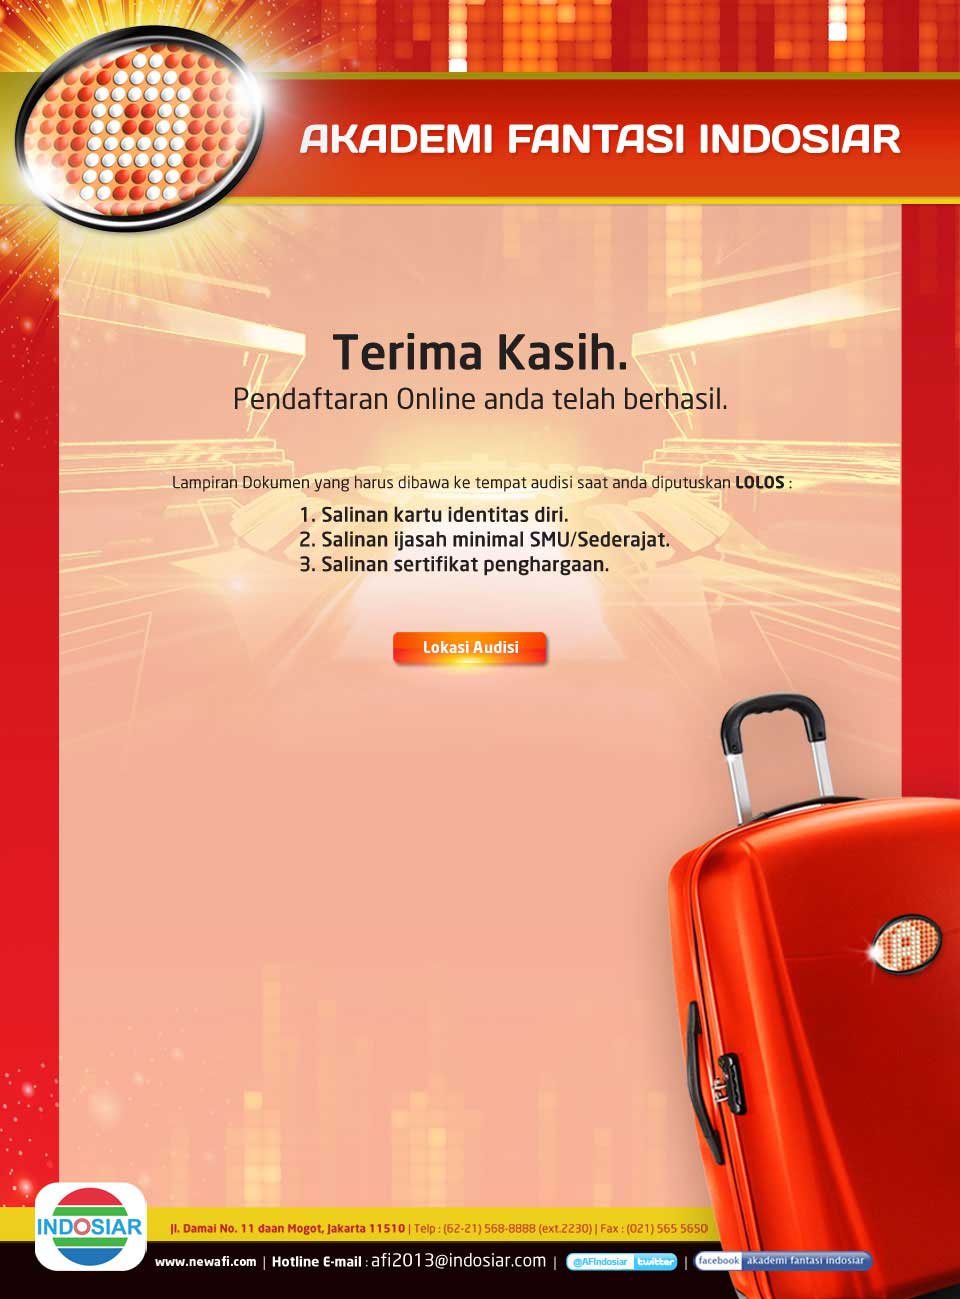 AKADEMI FANTASI INDOSIAR
Terima Kasih.
Pendaftaran Online anda telah berhasil.
Lampiran Dokumen yang harus dibawa ke tempat audisi saat anda diputuskan LOLOS :
1. Salinan kartu identitas diri.
2. Salinan ijasah minimal SMU/Sederajat.
3. Salinan sertifikat penghargaan.
Lokasi Audisi
INDOSIAR
Jl. Damai No. 11 daan Mogot, Jakarta 11510 | Telp : (62-21) 568-8888 (ext.2230) | Fax : (021) 565 5650
www.newafi.com | Hotline E-mail : afi2013@indosiar.com | @AFIndosiar twitter | facebook akademi fantasi indosiar